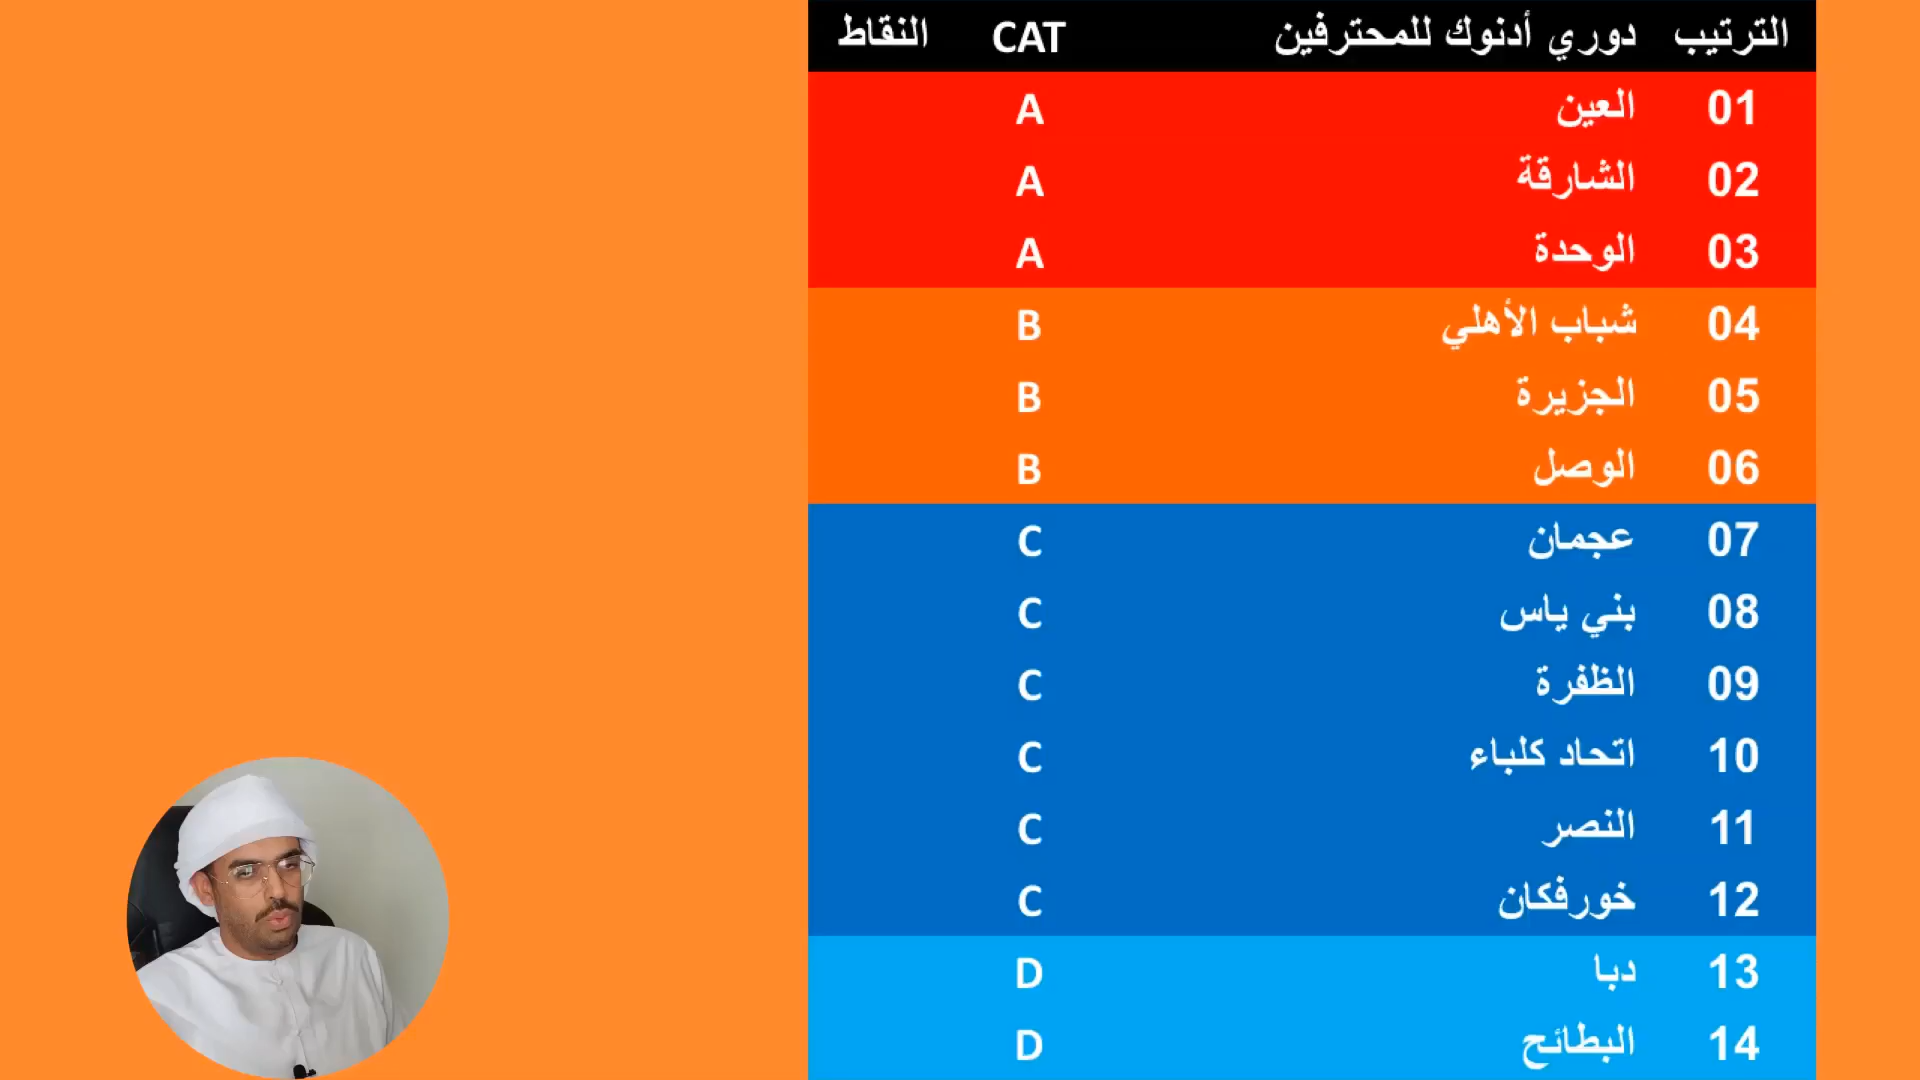 الترتيب دوري أدنوك للمحترفين CAT النقاط
01 العين A
02 الشارقة A
03 الوحدة A
04 شباب الأهلي B
05 الجزيرة B
06 الوصل B
07 عجمان C
08 بني ياس C
09 الظفرة C
10 اتحاد كلباء C
11 النصر C
12 خورفكان C
13 دبا D
14 البطائح D